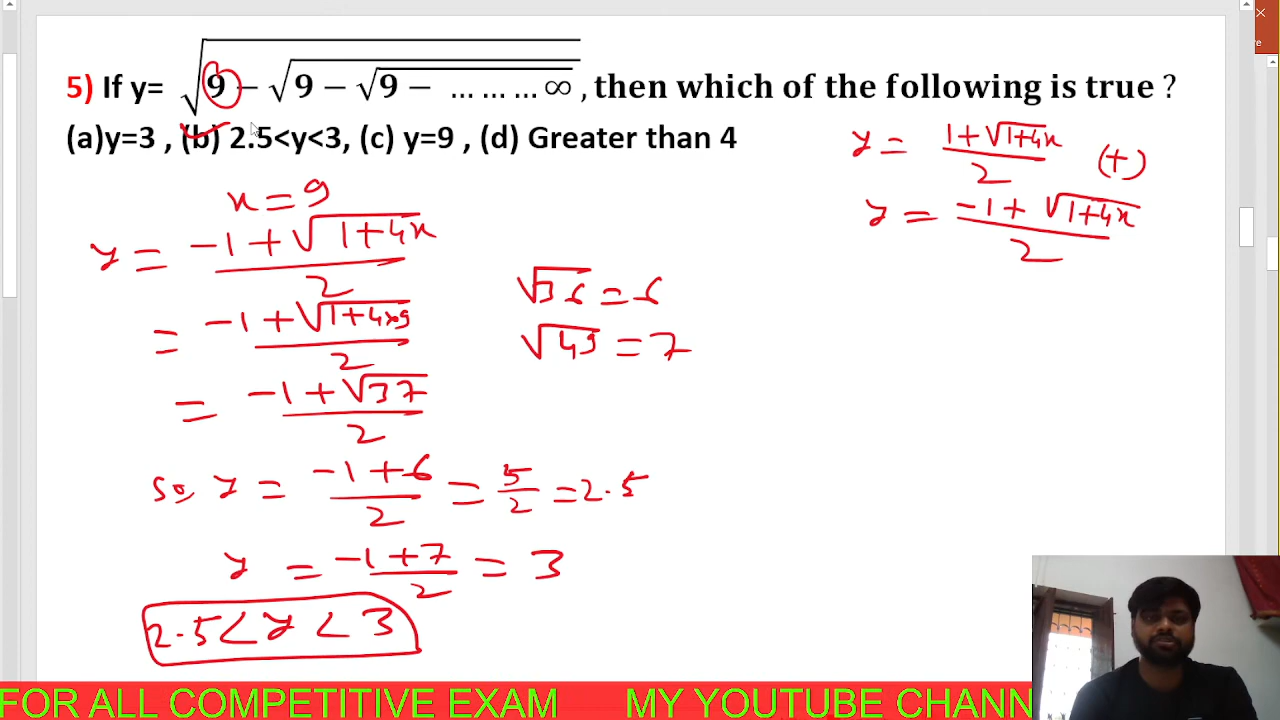 5) If y= √9 − √9 − √9 − ... ... ... ∞ , then which of the following is true ?
(a)y=3 , (b) 2.5<y<3, (c) y=9 , (d) Greater than 4
y = (1+√(1+4x))/2 (+)
y = (-1+√(1+4x))/2
x = 9
y = (-1+√(1+4x))/2
= (-1+√(1+4×9))/2
= (-1+√37)/2
√36 = 6
√49 = 7
So, y = (-1+6)/2 = 5/2 = 2.5
y = (-1+7)/2 = 3
2.5 < y < 3
FOR ALL COMPETITIVE EXAM MY YOUTUBE CHANN